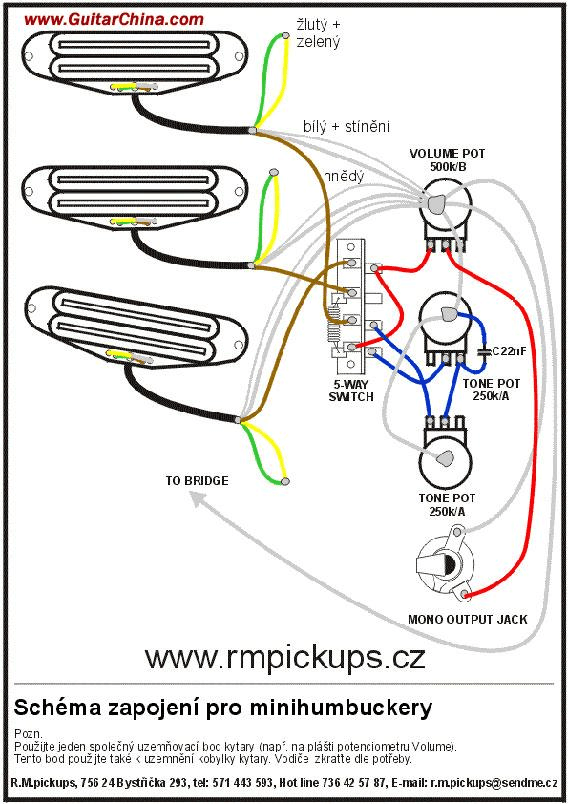 www.GuitarChina.com
žlutý +
zelený
bílý + stínění
hnědý
VOLUME POT
500k/B
C22nF
5-WAY
SWITCH
TONE POT
250k/A
TO BRIDGE
TONE POT
250k/A
MONO OUTPUT JACK
www.rmpickups.cz
Schéma zapojení pro minihumbuckery
Pozn.
Použijte jeden společný uzemňovací bod kytary (např. na plášti potenciometru Volume).
Tento bod použijte také k uzemnění kobylky kytary. Vodiče zkraťte dle potřeby.
R.M.pickups, 756 24 Bystřička 293, tel: 571 443 593, Hot line 736 42 57 87, E-mail: r.m.pickups@sendme.cz